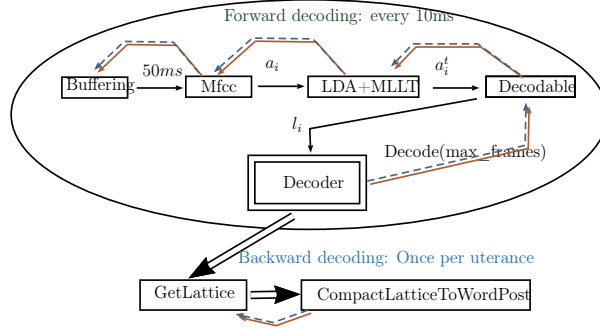 Forward decoding: every 10ms
Buffering
50ms
Mfcc
a_i
LDA+MLLT
a_i^t
Decodable
l_i
Decode(max_frames)
Decoder
Backward decoding: Once per uterance
GetLattice
CompactLatticeToWordPost